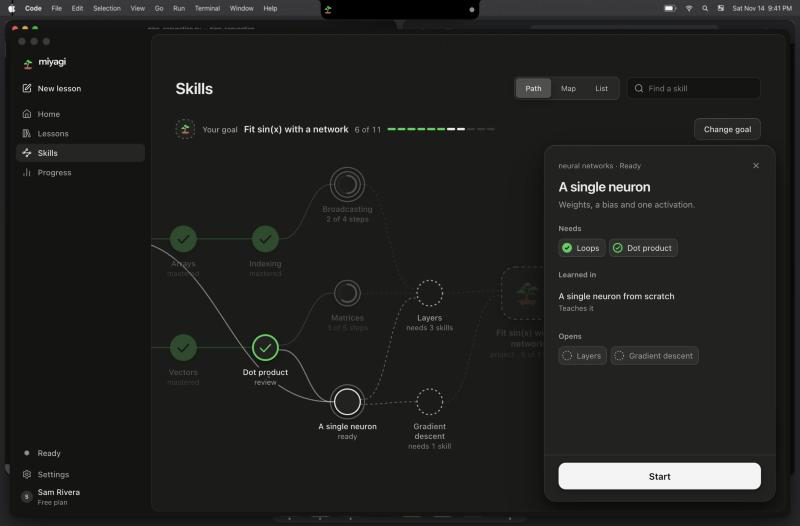 Code File Edit Selection View Go Run Terminal Window Help
Sat Nov 14 9:41 PM
miyagi
New lesson
Home
Lessons
Skills
Progress
Ready
Settings
S
Sam Rivera
Free plan
Skills
Path Map List
Find a skill
Your goal Fit sin(x) with a network 6 of 11
Change goal
Broadcasting
2 of 4 steps
Arrays
mastered
Indexing
mastered
Matrices
Layers
needs 3 skills
Fit sin(x)
network
project
Vectors
mastered
Dot product
review
A single neuron
ready
Gradient
descent
needs 1 skill
neural networks · Ready
A single neuron
Weights, a bias and one activation.
Needs
Loops
Dot product
Learned in
A single neuron from scratch
Teaches it
Opens
Layers
Gradient descent
Start